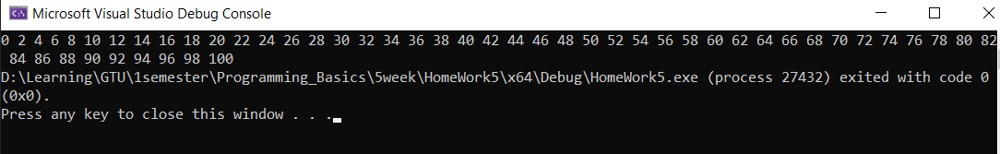 Microsoft Visual Studio Debug Console
0 2 4 6 8 10 12 14 16 18 20 22 24 26 28 30 32 34 36 38 40 42 44 46 48 50 52 54 56 58 60 62 64 66 68 70 72 74 76 78 80 82
84 86 88 90 92 94 96 98 100
D:\Learning\GTU\1semester\Programming_Basics\5week\HomeWork5\x64\Debug\HomeWork5.exe (process 27432) exited with code 0
(0x0).
Press any key to close this window . . .